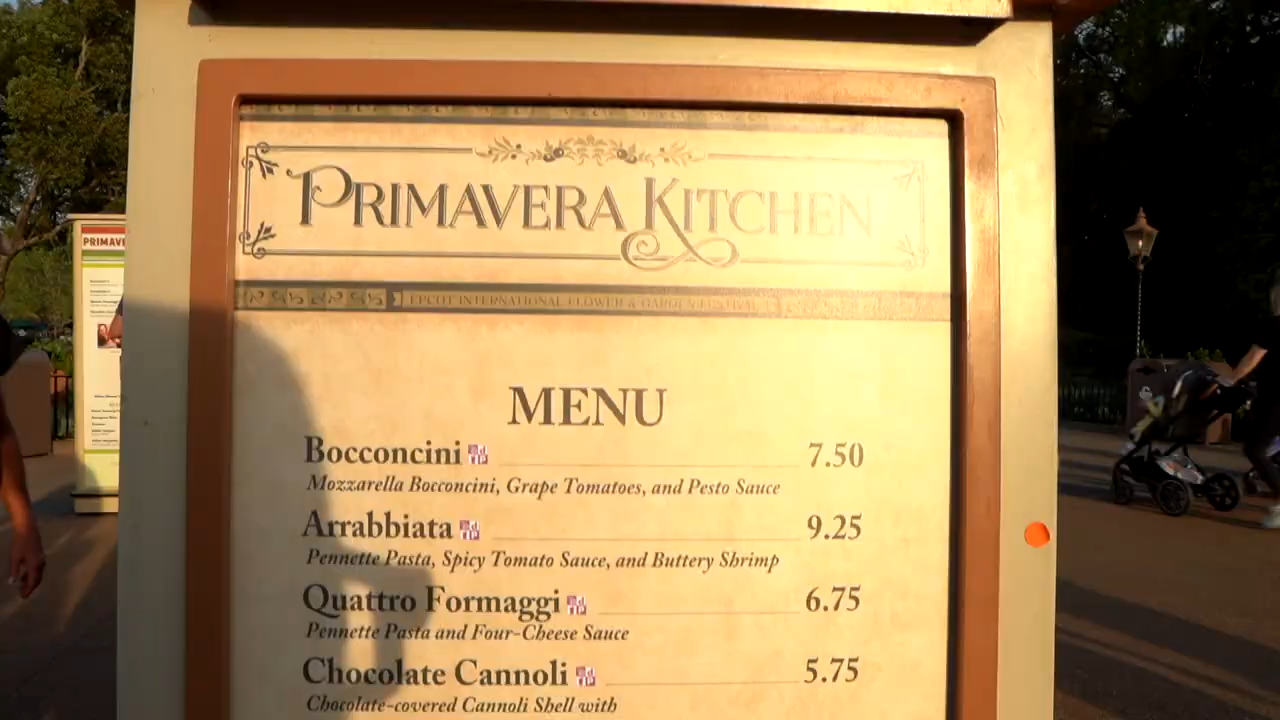 PRIMAVERA KITCHEN
EPCOT INTERNATIONAL FLOWER & GARDEN FESTIVAL
MENU
Bocconcini 7.50
Mozzarella Bocconcini, Grape Tomatoes, and Pesto Sauce
Arrabbiata 9.25
Pennette Pasta, Spicy Tomato Sauce, and Buttery Shrimp
Quattro Formaggi 6.75
Pennette Pasta and Four-Cheese Sauce
Chocolate Cannoli 5.75
Chocolate-covered Cannoli Shell with
PRIMAVE